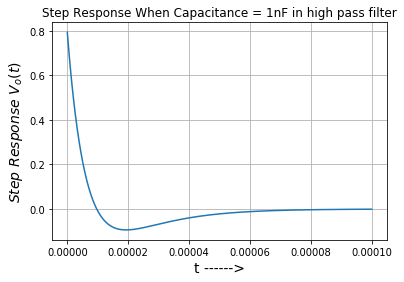 Step Response When Capacitance = 1nF in high pass filter
0.8
0.6
0.4
0.2
0.0
Step Response V_o(t)
0.00000 0.00002 0.00004 0.00006 0.00008 0.00010
t ------>